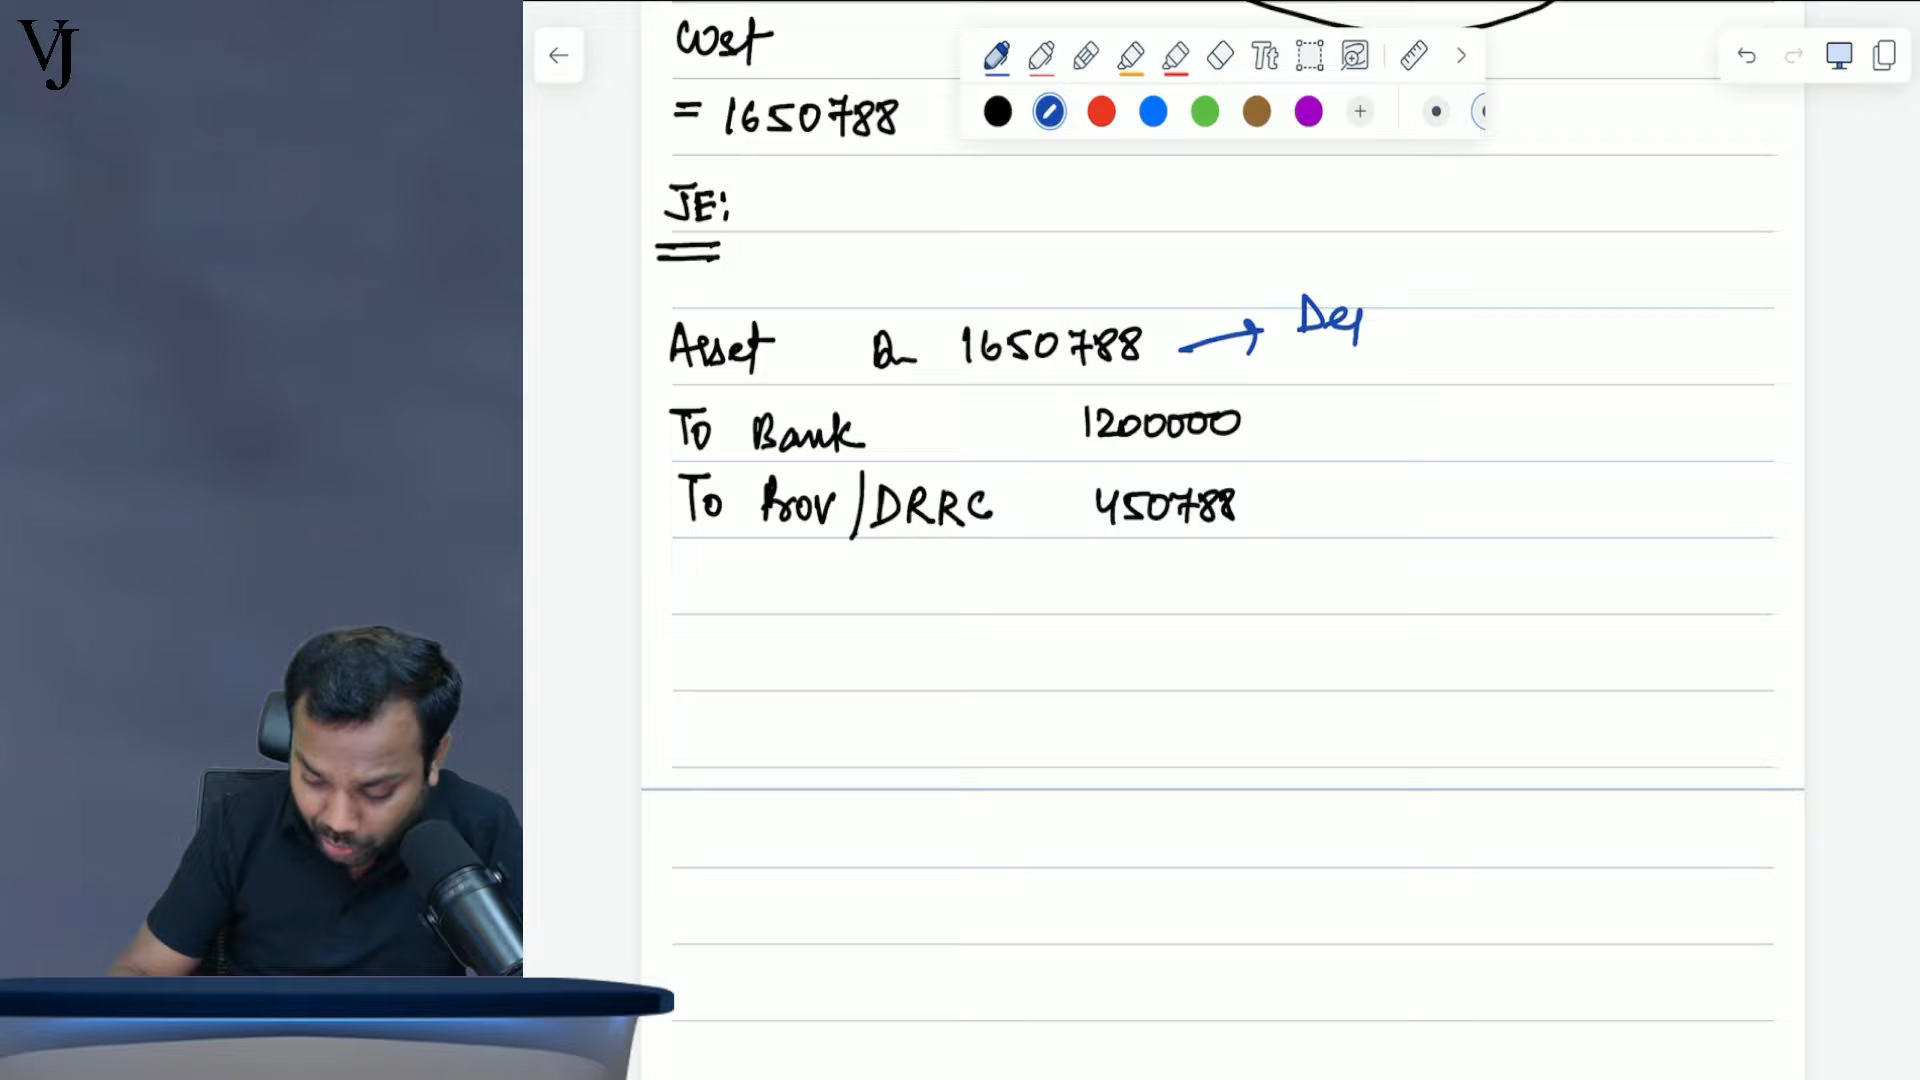 VJ
Cost
= 1650788
JE:
Asset Dr 1650788 → Dep
To Bank 1200000
To Prov/DRRC 450788
Tt